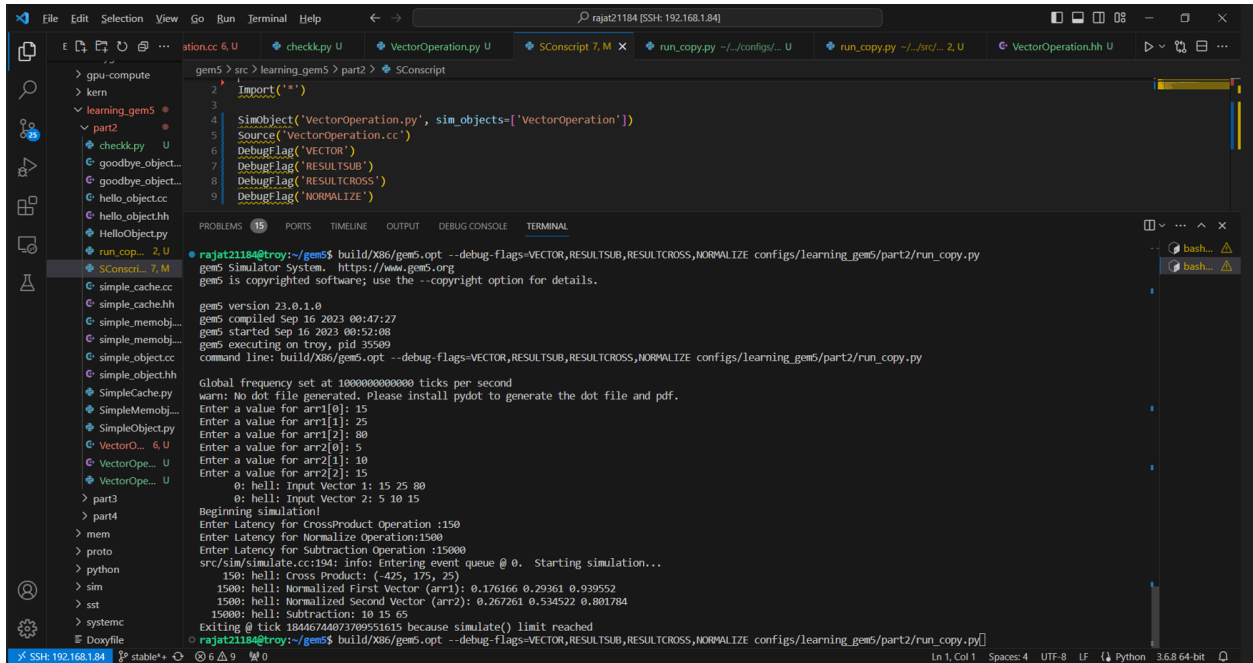 File Edit Selection View Go Run Terminal Help
rajat21184 [SSH: 192.168.1.84]
ation.cc 6, U checkk.py U VectorOperation.py U SConscript 7, M run_copy.py ~/.../configs/... U run_copy.py ~/.../src/... 2, U VectorOperation.hh U
gem5 > src > learning_gem5 > part2 > SConscript
25
gpu-compute
kern
learning_gem5
part2
checkk.py U
goodbye_object...
goodbye_object...
hello_object.cc
hello_object.hh
HelloObject.py
run_cop... 2, U
SConscri... 7, M
simple_cache.cc
simple_cache.hh
simple_memobj....
simple_memobj....
simple_object.cc
simple_object.hh
SimpleCache.py
SimpleMemobj....
SimpleObject.py
VectorO... 6, U
VectorOpe... U
VectorOpe... U
part3
part4
mem
proto
python
sim
sst
systemc
Doxyfile
2 Import('*')
3
4 SimObject('VectorOperation.py', sim_objects=['VectorOperation'])
5 Source('VectorOperation.cc')
6 DebugFlag('VECTOR')
7 DebugFlag('RESULTSUB')
8 DebugFlag('RESULTCROSS')
9 DebugFlag('NORMALIZE')
PROBLEMS 15 PORTS TIMELINE OUTPUT DEBUG CONSOLE TERMINAL
bash...
bash...
rajat21184@troy:~/gem5$ build/X86/gem5.opt --debug-flags=VECTOR,RESULTSUB,RESULTCROSS,NORMALIZE configs/learning_gem5/part2/run_copy.py
gem5 Simulator System. https://www.gem5.org
gem5 is copyrighted software; use the --copyright option for details.
gem5 version 23.0.1.0
gem5 compiled Sep 16 2023 00:47:27
gem5 started Sep 16 2023 00:52:08
gem5 executing on troy, pid 35509
command line: build/X86/gem5.opt --debug-flags=VECTOR,RESULTSUB,RESULTCROSS,NORMALIZE configs/learning_gem5/part2/run_copy.py
Global frequency set at 1000000000000 ticks per second
warn: No dot file generated. Please install pydot to generate the dot file and pdf.
Enter a value for arr1[0]: 15
Enter a value for arr1[1]: 25
Enter a value for arr1[2]: 80
Enter a value for arr2[0]: 5
Enter a value for arr2[1]: 10
Enter a value for arr2[2]: 15
0: hell: Input Vector 1: 15 25 80
0: hell: Input Vector 2: 5 10 15
Beginning simulation!
Enter Latency for CrossProduct Operation :150
Enter Latency for Normalize Operation:1500
Enter Latency for Subtraction Operation :15000
src/sim/simulate.cc:194: info: Entering event queue @ 0. Starting simulation...
150: hell: Cross Product: (-425, 175, 25)
1500: hell: Normalized First Vector (arr1): 0.176166 0.29361 0.939552
1500: hell: Normalized Second Vector (arr2): 0.267261 0.534522 0.801784
15000: hell: Subtraction: 10 15 65
Exiting @ tick 18446744073709551615 because simulate() limit reached
rajat21184@troy:~/gem5$ build/X86/gem5.opt --debug-flags=VECTOR,RESULTSUB,RESULTCROSS,NORMALIZE configs/learning_gem5/part2/run_copy.py
SSH: 192.168.1.84 stable*+ 6 9 0 Ln 1, Col 1 Spaces: 4 UTF-8 LF Python 3.6.8 64-bit